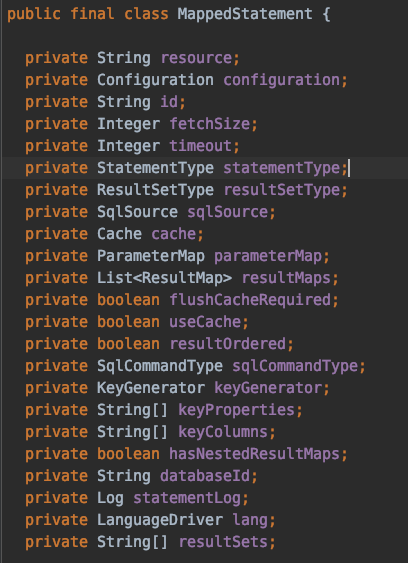 public final class MappedStatement {
private String resource;
private Configuration configuration;
private String id;
private Integer fetchSize;
private Integer timeout;
private StatementType statementType;
private ResultSetType resultSetType;
private SqlSource sqlSource;
private Cache cache;
private ParameterMap parameterMap;
private List<ResultMap> resultMaps;
private boolean flushCacheRequired;
private boolean useCache;
private boolean resultOrdered;
private SqlCommandType sqlCommandType;
private KeyGenerator keyGenerator;
private String[] keyProperties;
private String[] keyColumns;
private boolean hasNestedResultMaps;
private String databaseId;
private Log statementLog;
private LanguageDriver lang;
private String[] resultSets;